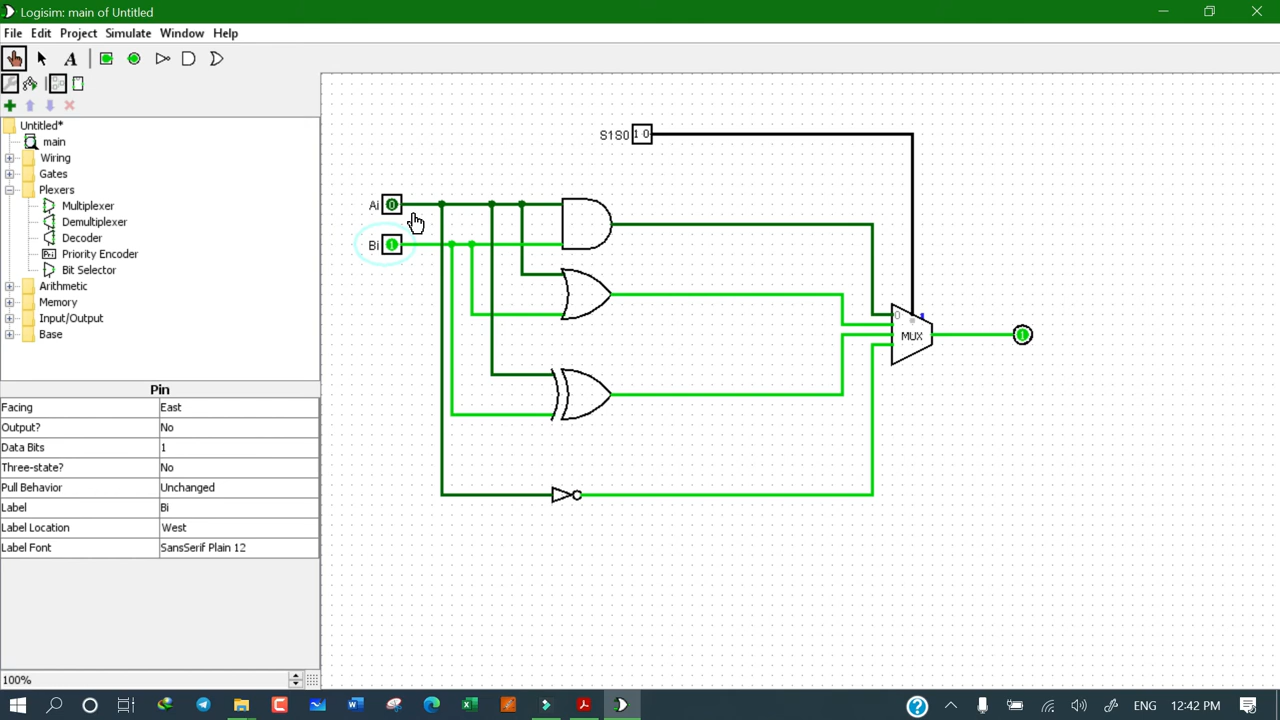 Logisim: main of Untitled
File Edit Project Simulate Window Help
A
Untitled*
main
Wiring
Gates
Plexers
Multiplexer
Demultiplexer
Decoder
Pri Priority Encoder
Bit Selector
Arithmetic
Memory
Input/Output
Base
Pin
Facing East
Output? No
Data Bits 1
Three-state? No
Pull Behavior Unchanged
Label Bi
Label Location West
Label Font SansSerif Plain 12
100%
S1S0 1 0
Ai 0
Bi 1
0
MUX
1
ENG 12:42 PM